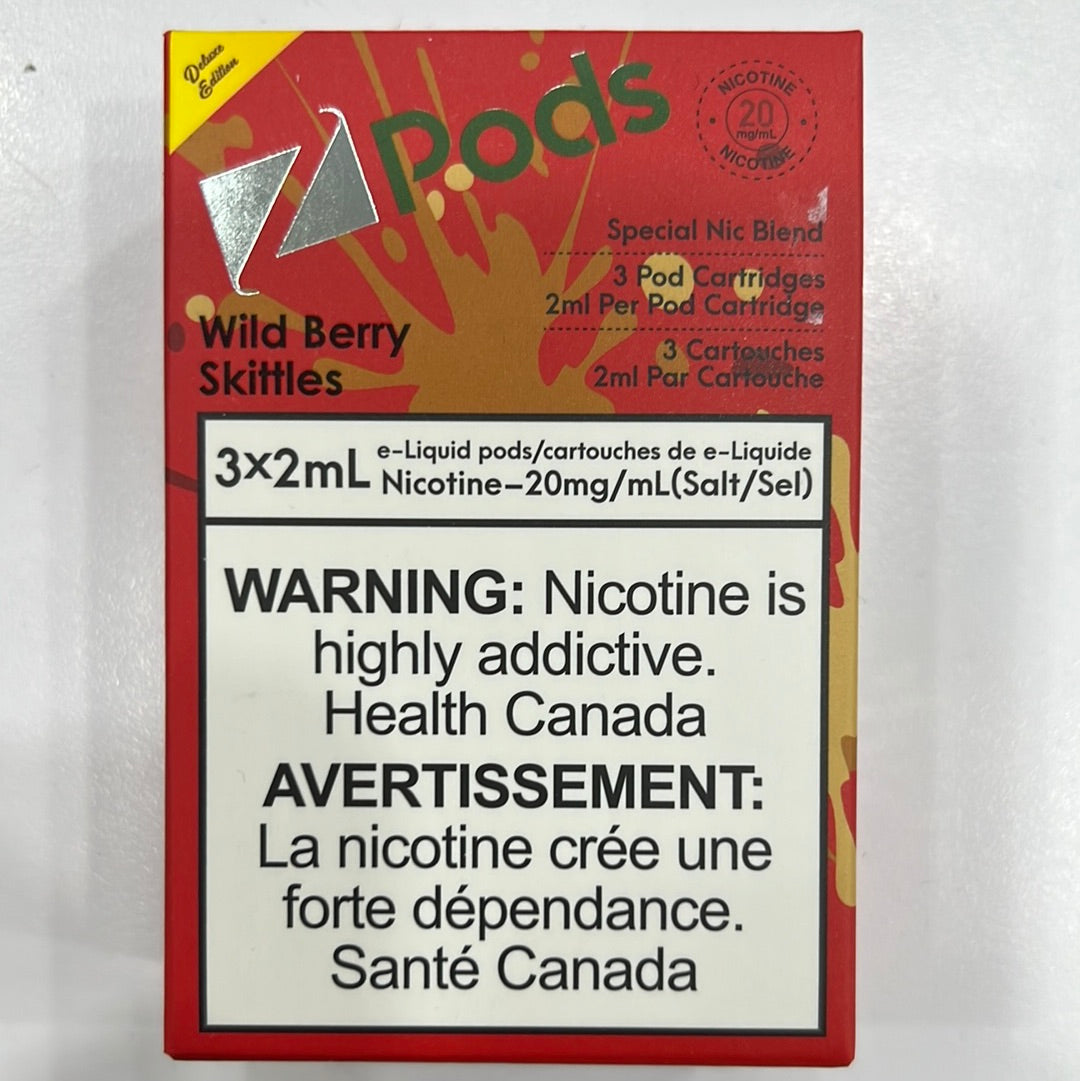 Deluxe
Edition
Z Pods
NICOTINE
20
mg/mL
NICOTINE
Special Nic Blend
3 Pod Cartridges
2ml Per Pod Cartridge
3 Cartouches
2ml Par Cartouche
Wild Berry
Skittles
3×2mL
e-Liquid pods/cartouches de e-Liquide
Nicotine–20mg/mL(Salt/Sel)
WARNING: Nicotine is
highly addictive.
Health Canada
AVERTISSEMENT:
La nicotine crée une
forte dépendance.
Santé Canada